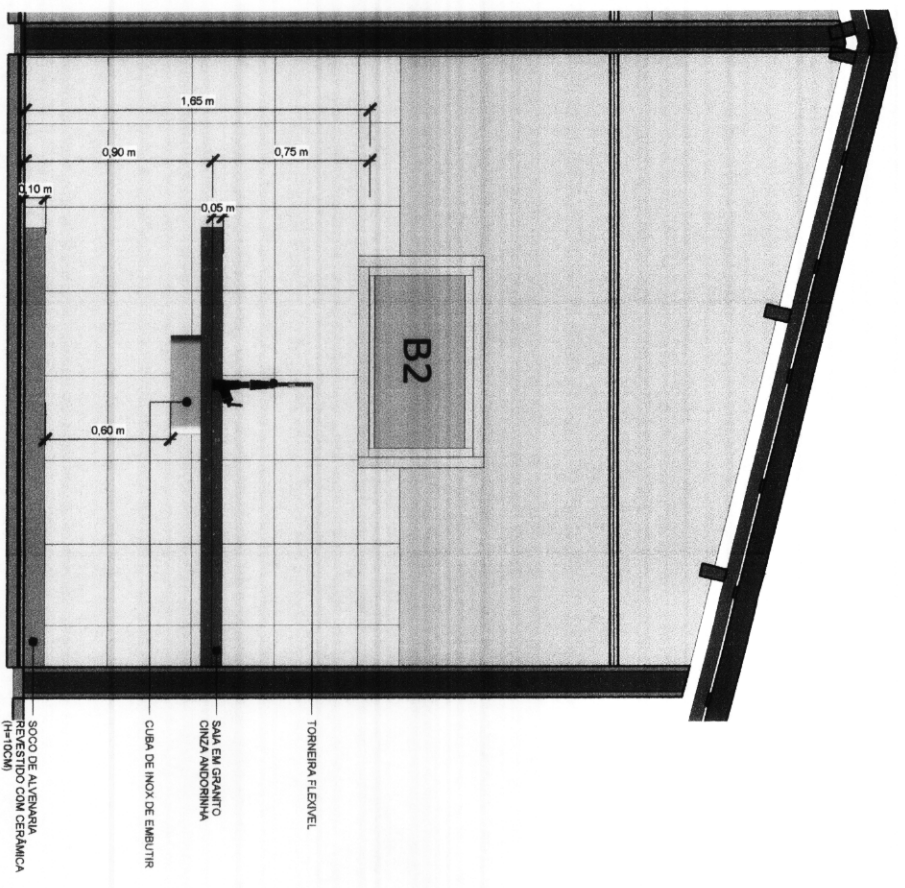 1,65 m
0,90 m
0,75 m
0,10 m
0,05 m
B2
0,60 m
TORNEIRA FLEXIVEL
SAIA EM GRANITO
CINZA ANDORINHA
CUBA DE INOX DE EMBUTIR
SOCO DE ALVENARIA
REVESTIDO COM CERÂMICA
(H=10CM)